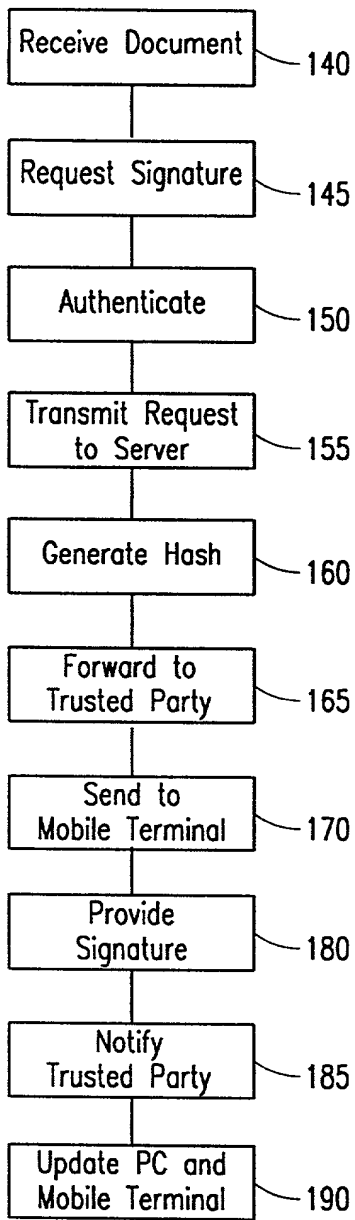 Receive Document
140
Request Signature
145
Authenticate
150
Transmit Request
to Server
155
Generate Hash
160
Forward to
Trusted Party
165
Send to
Mobile Terminal
170
Provide
Signature
180
Notify
Trusted Party
185
Update PC and
Mobile Terminal
190